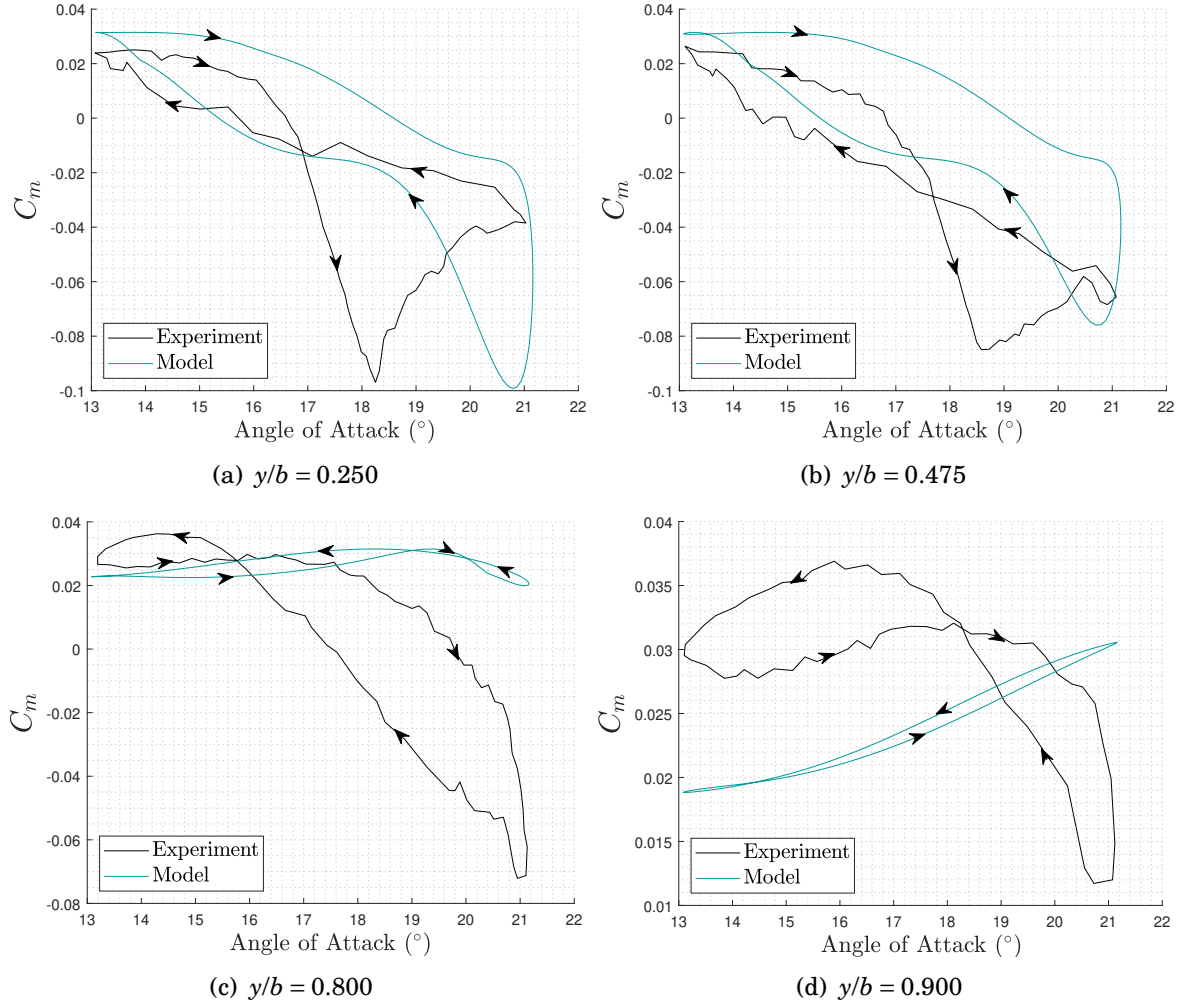 0.04
0.02
0
-0.02
-0.04
-0.06
-0.08
-0.1
C_m
Experiment
Model
13 14 15 16 17 18 19 20 21 22
Angle of Attack (°)
(a) y/b = 0.250
0.04
0.02
0
-0.02
-0.04
-0.06
-0.08
-0.1
C_m
Experiment
Model
13 14 15 16 17 18 19 20 21 22
Angle of Attack (°)
(b) y/b = 0.475
0.04
0.02
0
-0.02
-0.04
-0.06
-0.08
C_m
Experiment
Model
13 14 15 16 17 18 19 20 21 22
Angle of Attack (°)
(c) y/b = 0.800
0.04
0.035
0.03
0.025
0.02
0.015
0.01
C_m
Experiment
Model
13 14 15 16 17 18 19 20 21 22
Angle of Attack (°)
(d) y/b = 0.900